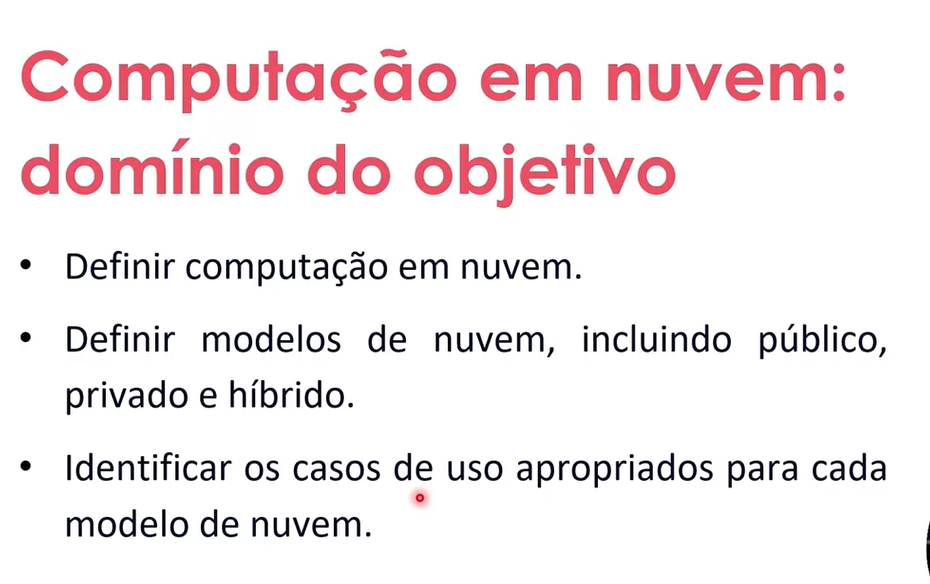 Computação em nuvem:
domínio do objetivo
• Definir computação em nuvem.
• Definir modelos de nuvem, incluindo público,
privado e híbrido.
• Identificar os casos de uso apropriados para cada
modelo de nuvem.